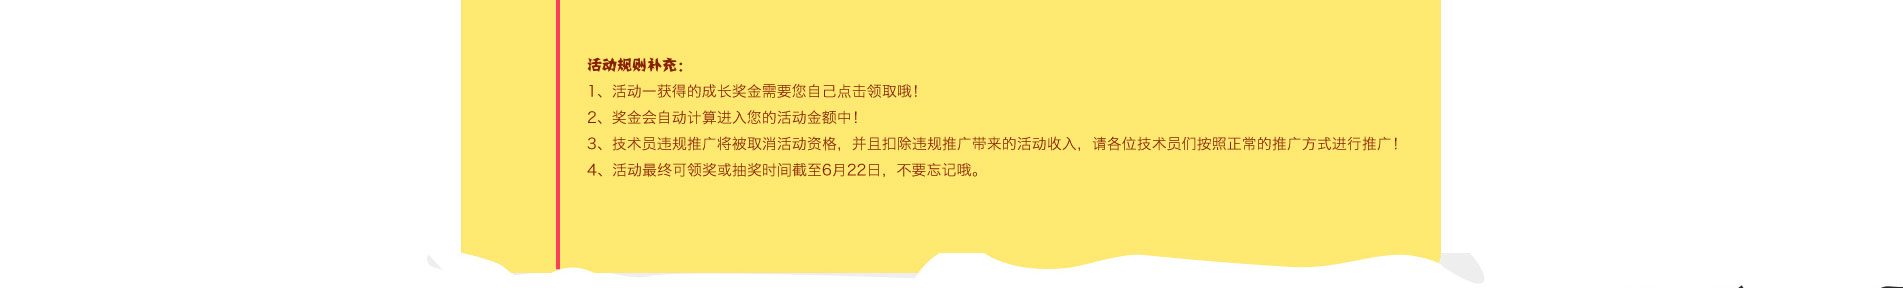 活动规则补充：
1、活动一获得的成长奖金需要您自己点击领取哦！
2、奖金会自动计算进入您的活动金额中！
3、技术员违规推广将被取消活动资格，并且扣除违规推广带来的活动收入，请各位技术员们按照正常的推广方式进行推广！
4、活动最终可领奖或抽奖时间截至6月22日，不要忘记哦。